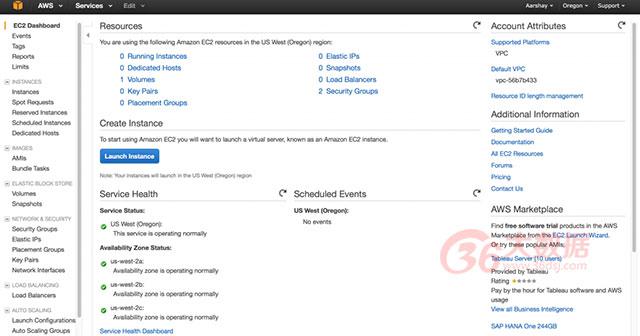 AWS Services Edit Aarshay Oregon Support
EC2 Dashboard
Events
Tags
Reports
Limits
INSTANCES
Instances
Spot Requests
Reserved Instances
Scheduled Instances
Dedicated Hosts
IMAGES
AMIs
Bundle Tasks
ELASTIC BLOCK STORE
Volumes
Snapshots
NETWORK & SECURITY
Security Groups
Elastic IPs
Placement Groups
Key Pairs
Network Interfaces
LOAD BALANCING
Load Balancers
AUTO SCALING
Launch Configurations
Auto Scaling Groups
Resources
You are using the following Amazon EC2 resources in the US West (Oregon) region:
0 Running Instances
0 Dedicated Hosts
1 Volumes
0 Key Pairs
0 Placement Groups
0 Elastic IPs
0 Snapshots
0 Load Balancers
2 Security Groups
Create Instance
To start using Amazon EC2 you will want to launch a virtual server, known as an Amazon EC2 instance.
Launch Instance
Note: Your instances will launch in the US West (Oregon) region
Service Health
Service Status:
US West (Oregon):
This service is operating normally
Availability Zone Status:
us-west-2a:
Availability zone is operating normally
us-west-2b:
Availability zone is operating normally
us-west-2c:
Availability zone is operating normally
Service Health Dashboard
Scheduled Events
US West (Oregon):
No events
Account Attributes
Supported Platforms
VPC
Default VPC
vpc-56b7b433
Resource ID length management
Additional Information
Getting Started Guide
Documentation
All EC2 Resources
Forums
Pricing
Contact Us
AWS Marketplace
Find free software trial products in the AWS
Marketplace from the EC2 Launch Wizard.
Or try these popular AMIs:
Tableau Server (10 users)
Provided by Tableau
Rating
Pay by the hour for Tableau software and AWS
usage
View all Business Intelligence
SAP HANA One 244GB
36大数据
www.36dsj.com